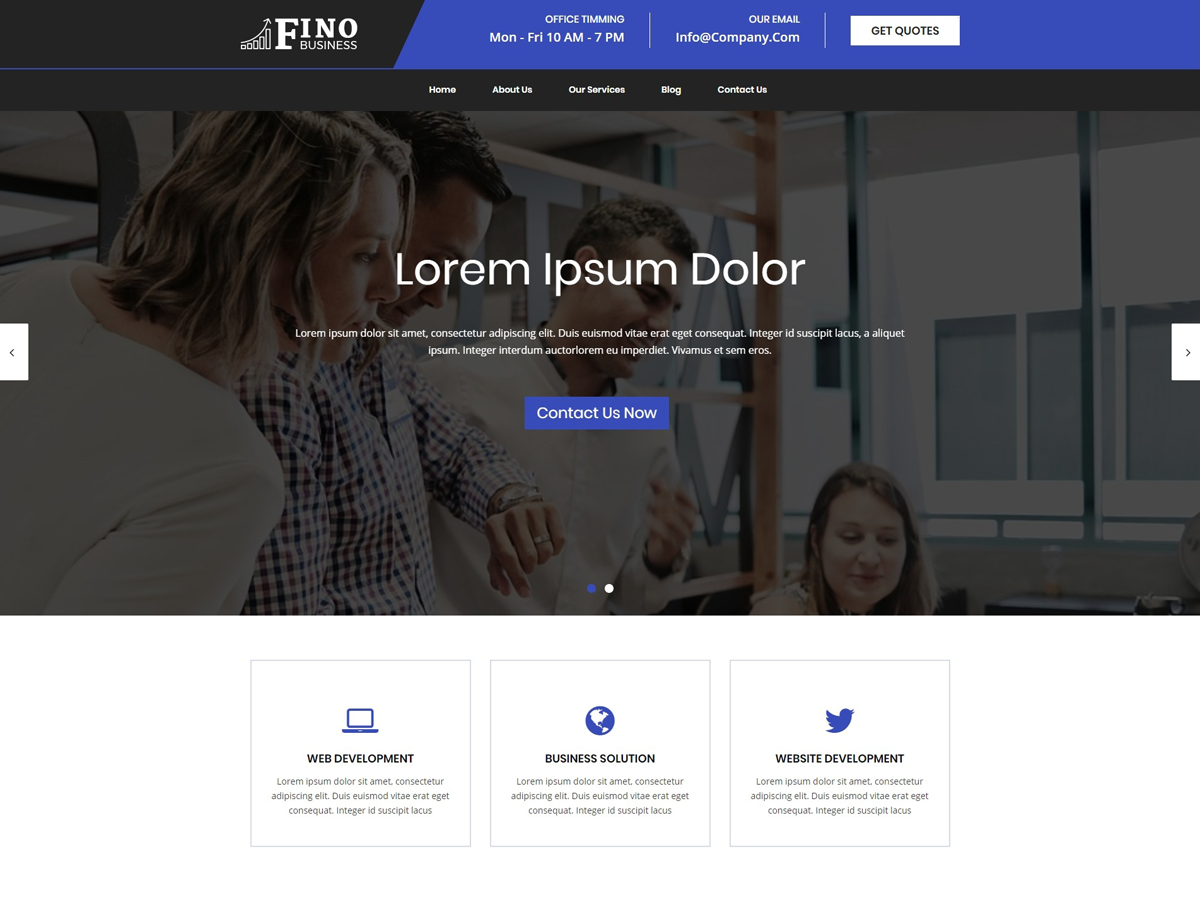 FINO
BUSINESS
OFFICE TIMMING
Mon - Fri 10 AM - 7 PM
OUR EMAIL
Info@Company.Com
GET QUOTES
Home About Us Our Services Blog Contact Us
Lorem Ipsum Dolor
Lorem ipsum dolor sit amet, consectetur adipiscing elit. Duis euismod vitae erat eget consequat. Integer id suscipit lacus, a aliquet
ipsum. Integer interdum auctorlorem eu imperdiet. Vivamus et sem eros.
Contact Us Now
WEB DEVELOPMENT
Lorem ipsum dolor sit amet, consectetur
adipiscing elit. Duis euismod vitae erat eget
consequat. Integer id suscipit lacus
BUSINESS SOLUTION
Lorem ipsum dolor sit amet, consectetur
adipiscing elit. Duis euismod vitae erat eget
consequat. Integer id suscipit lacus
WEBSITE DEVELOPMENT
Lorem ipsum dolor sit amet, consectetur
adipiscing elit. Duis euismod vitae erat eget
consequat. Integer id suscipit lacus